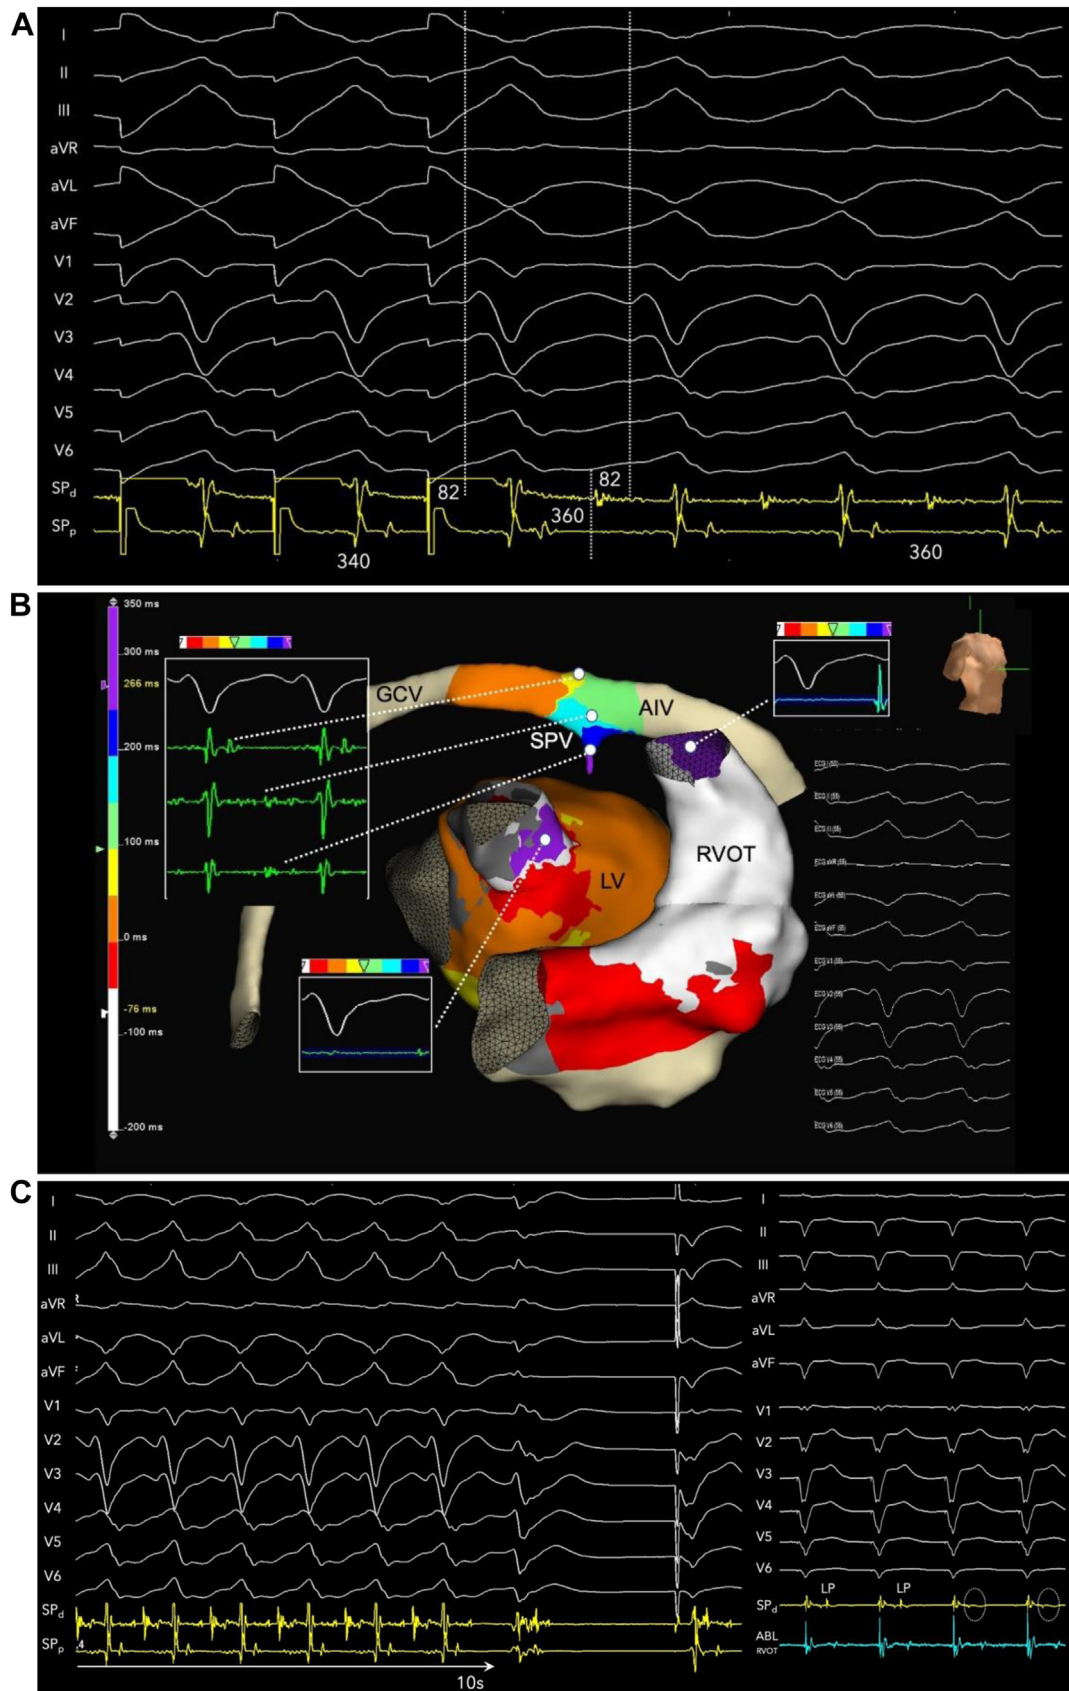 A
I
II
III
aVR
aVL
aVF
V1
V2
V3
V4
V5
V6
SPd 82 82
SPp 360
340 360
B
350 ms
300 ms
266 ms
200 ms
100 ms
0 ms
-76 ms
-100 ms
-200 ms
GCV AIV
SPV
LV RVOT
C
I
II
III
aVR
aVL
aVF
V1
V2
V3
V4
V5
V6
SPd
SPp
10s
I
II
III
aVR
aVL
aVF
V1
V2
V3
V4
V5
V6
LP LP
SPd
ABL
RVOT